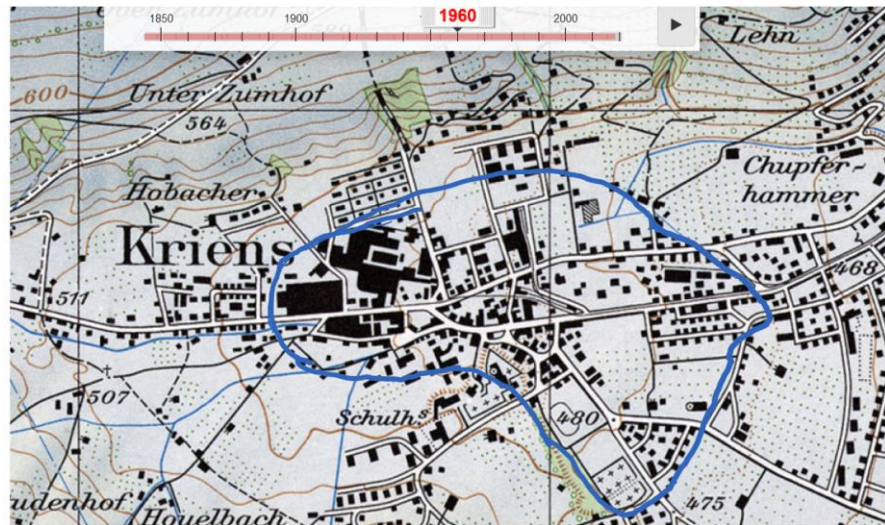 1850 1900 1960 2000
Lehn
600
Unter Zumhof
564
Chupfer-
hammer
Hobacher
Kriens
468
511
507
Schulh.s
480
udenhof
475
Houelbach